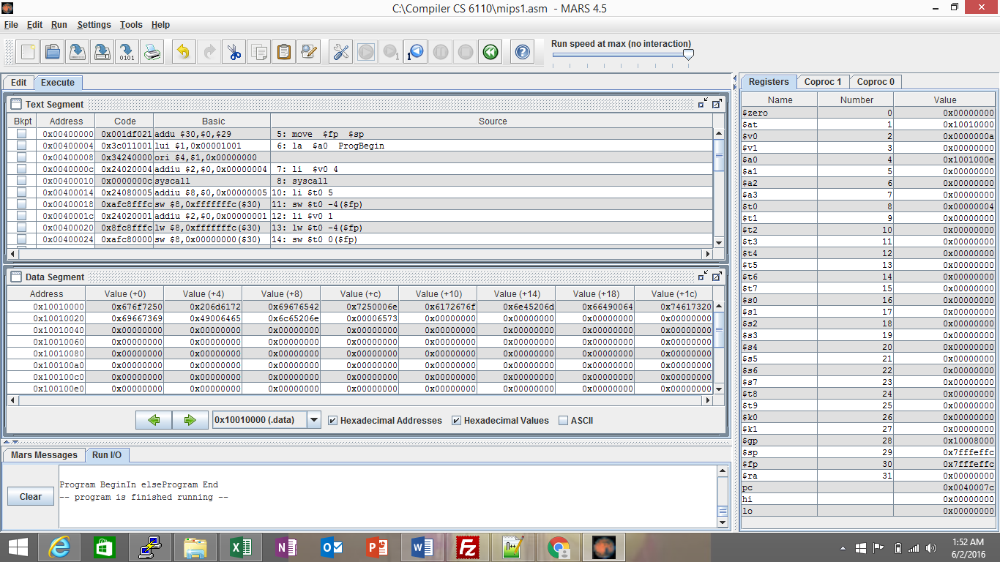 C:\Compiler CS 6110\mips1.asm - MARS 4.5
File Edit Run Settings Tools Help
Run speed at max (no interaction)
Edit Execute
Text Segment
Bkpt Address Code Basic Source
0x00400000 0x001df021 addu $30,$0,$29 5: move $fp $sp
0x00400004 0x3c011001 lui $1,0x00001001 6: la $a0 ProgBegin
0x00400008 0x34240000 ori $4,$1,0x00000000
0x0040000c 0x24020004 addiu $2,$0,0x00000004 7: li $v0 4
0x00400010 0x0000000c syscall 8: syscall
0x00400014 0x24080005 addiu $8,$0,0x00000005 10: li $t0 5
0x00400018 0xafc8fffc sw $8,0xfffffffc($30) 11: sw $t0 -4($fp)
0x0040001c 0x24020001 addiu $2,$0,0x00000001 12: li $v0 1
0x00400020 0x8fc8fffc lw $8,0xfffffffc($30) 13: lw $t0 -4($fp)
0x00400024 0xafc80000 sw $8,0x00000000($30) 14: sw $t0 0($fp)
Data Segment
Address Value (+0) Value (+4) Value (+8) Value (+c) Value (+10) Value (+14) Value (+18) Value (+1c)
0x10010000 0x676f7250 0x206d6172 0x69676542 0x7250006e 0x6172676f 0x6e45206d 0x66490064 0x74617320
0x10010020 0x69667369 0x49006465 0x6c65206e 0x00006573 0x00000000 0x00000000 0x00000000 0x00000000
0x10010040 0x00000000 0x00000000 0x00000000 0x00000000 0x00000000 0x00000000 0x00000000 0x00000000
0x10010060 0x00000000 0x00000000 0x00000000 0x00000000 0x00000000 0x00000000 0x00000000 0x00000000
0x10010080 0x00000000 0x00000000 0x00000000 0x00000000 0x00000000 0x00000000 0x00000000 0x00000000
0x100100a0 0x00000000 0x00000000 0x00000000 0x00000000 0x00000000 0x00000000 0x00000000 0x00000000
0x100100c0 0x00000000 0x00000000 0x00000000 0x00000000 0x00000000 0x00000000 0x00000000 0x00000000
0x100100e0 0x00000000 0x00000000 0x00000000 0x00000000 0x00000000 0x00000000 0x00000000 0x00000000
0x10010000 (.data) Hexadecimal Addresses Hexadecimal Values ASCII
Mars Messages Run I/O
Clear
Program BeginIn elseProgram End
-- program is finished running --
Registers Coproc 1 Coproc 0
Name Number Value
$zero 0 0x00000000
$at 1 0x10010000
$v0 2 0x0000000a
$v1 3 0x00000000
$a0 4 0x1001000e
$a1 5 0x00000000
$a2 6 0x00000000
$a3 7 0x00000000
$t0 8 0x00000004
$t1 9 0x00000000
$t2 10 0x00000000
$t3 11 0x00000000
$t4 12 0x00000000
$t5 13 0x00000000
$t6 14 0x00000000
$t7 15 0x00000000
$s0 16 0x00000000
$s1 17 0x00000000
$s2 18 0x00000000
$s3 19 0x00000000
$s4 20 0x00000000
$s5 21 0x00000000
$s6 22 0x00000000
$s7 23 0x00000000
$t8 24 0x00000000
$t9 25 0x00000000
$k0 26 0x00000000
$k1 27 0x00000000
$gp 28 0x10008000
$sp 29 0x7fffeffc
$fp 30 0x7fffeffc
$ra 31 0x00000000
pc 0x0040007c
hi 0x00000000
lo 0x00000000
1:52 AM
6/2/2016